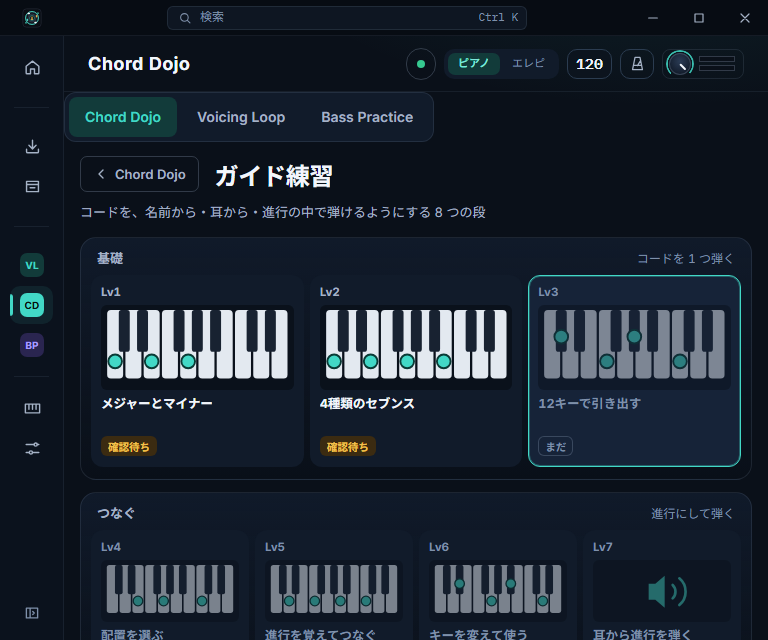 検索
Ctrl K
Chord Dojo
ピアノ
エレピ
120
Chord Dojo
Voicing Loop
Bass Practice
Chord Dojo
ガイド練習
コードを、名前から・耳から・進行の中で弾けるようにする 8 つの段
基礎
コードを 1 つ弾く
Lv1
Lv2
Lv3
メジャーとマイナー
4種類のセブンス
12キーで引き出す
確認待ち
確認待ち
まだ
VL
CD
BP
つなぐ
進行にして弾く
Lv4
Lv5
Lv6
Lv7
配置を選ぶ
進行を覚えてつなぐ
キーを変えて使う
耳から進行を弾く